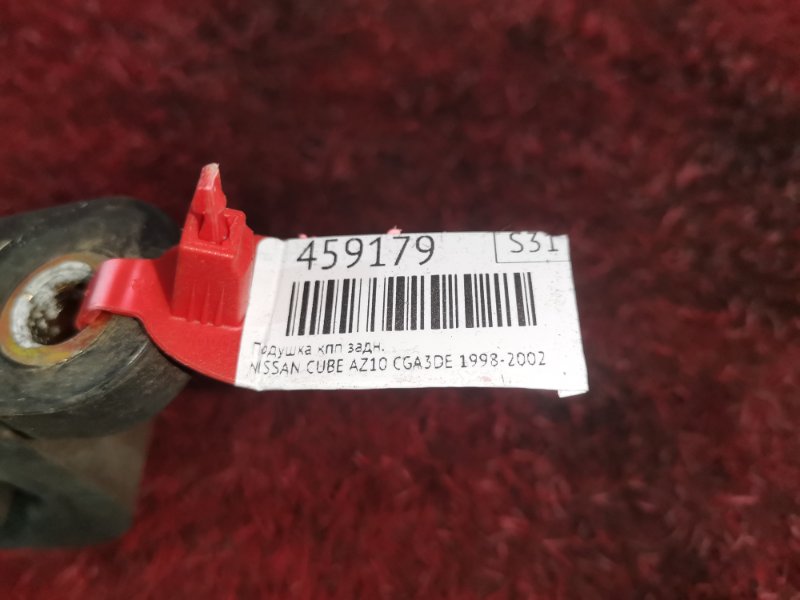 459179 S31
Подушка кпп задн.
NISSAN CUBE AZ10 CGA3DE 1998-2002